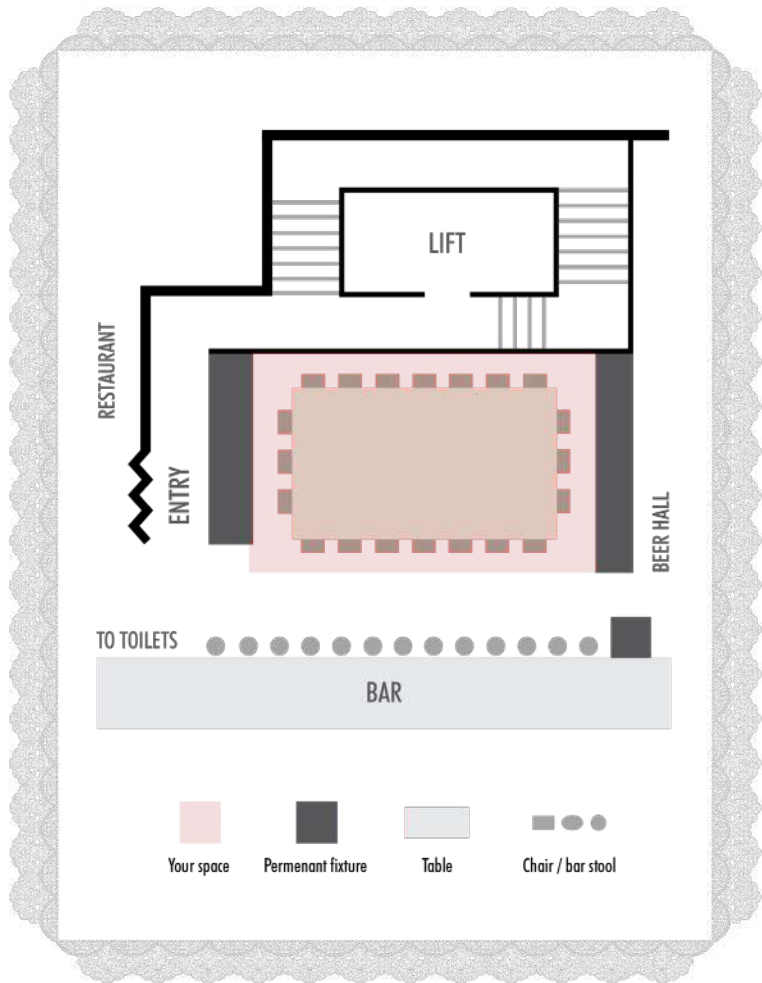 LIFT
RESTAURANT
ENTRY
BEER HALL
TO TOILETS
BAR
Your space
Permenant fixture
Table
Chair / bar stool